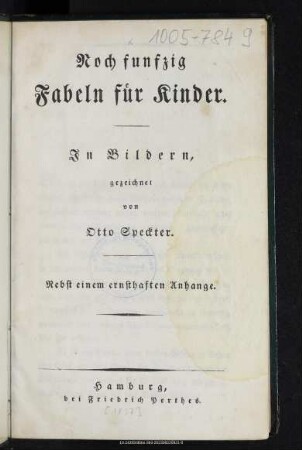 1005-784 9
Noch funfzig
Fabeln für Kinder.
In Bildern,
gezeichnet
von
Otto Speckter.
Nebst einem ernsthaften Anhange.
Hamburg,
bei Friedrich Perthes.